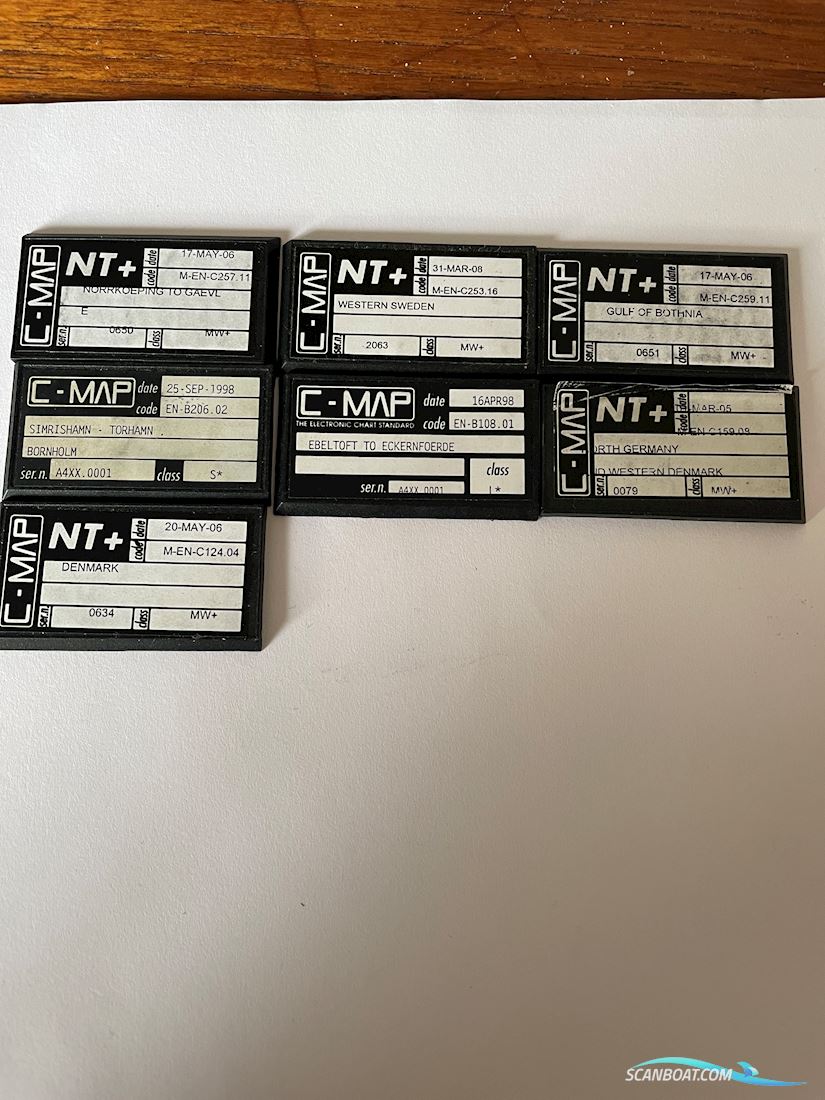 C-MAP
NT+
date 17-MAY-06
code M-EN-C257.11
NORRKOEPING TO GAEVL
E
ser.n. 0650 class MW+
C-MAP
NT+
date 31-MAR-08
code M-EN-C253.16
WESTERN SWEDEN
ser.n. 2063 class MW+
C-MAP
NT+
date 17-MAY-06
code M-EN-C259.11
GULF OF BOTHNIA
ser.n. 0651 class MW+
C-MAP date 25-SEP-1998
code EN-B206.02
SIMRISHAMN - TORHAMN
BORNHOLM
ser.n. A4XX.0001 class S*
C-MAP date 16APR98
THE ELECTRONIC CHART STANDARD code EN-B108.01
EBELTOFT TO ECKERNFOERDE
class
ser.n. A4XX.0001 L*
C-MAP
NT+
date MAR-05
code EN-C159.03
ORTH GERMANY
ND WESTERN DENMARK
ser.n. 0079 class MW+
C-MAP
NT+
date 20-MAY-06
code M-EN-C124.04
DENMARK
ser.n. 0634 class MW+
SCANBOAT.COM